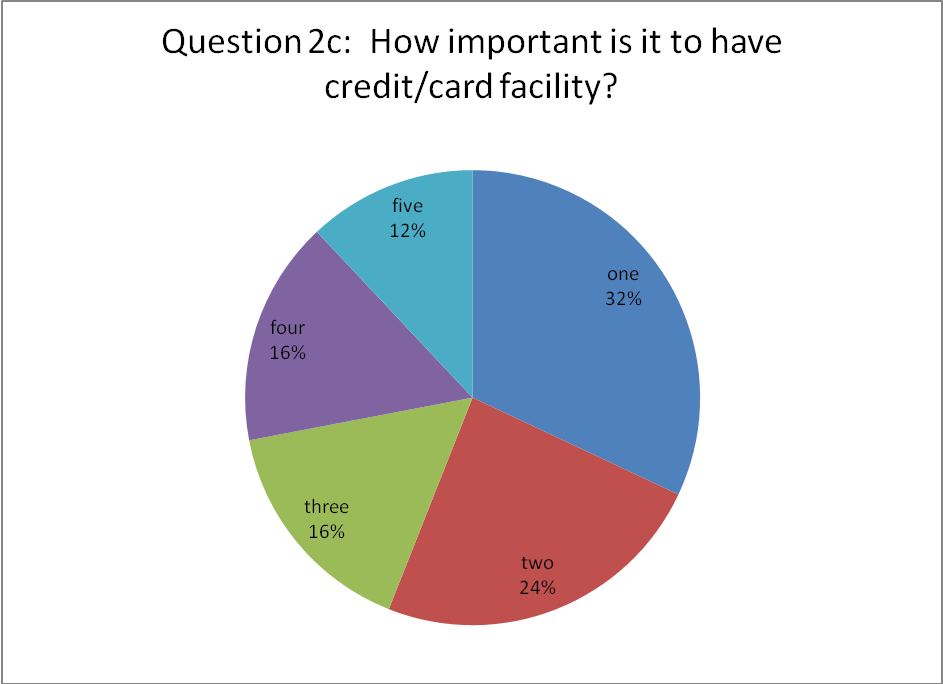 Question 2c:  How important is it to have
credit/card facility?
five
12%
one
32%
four
16%
three
16%
two
24%